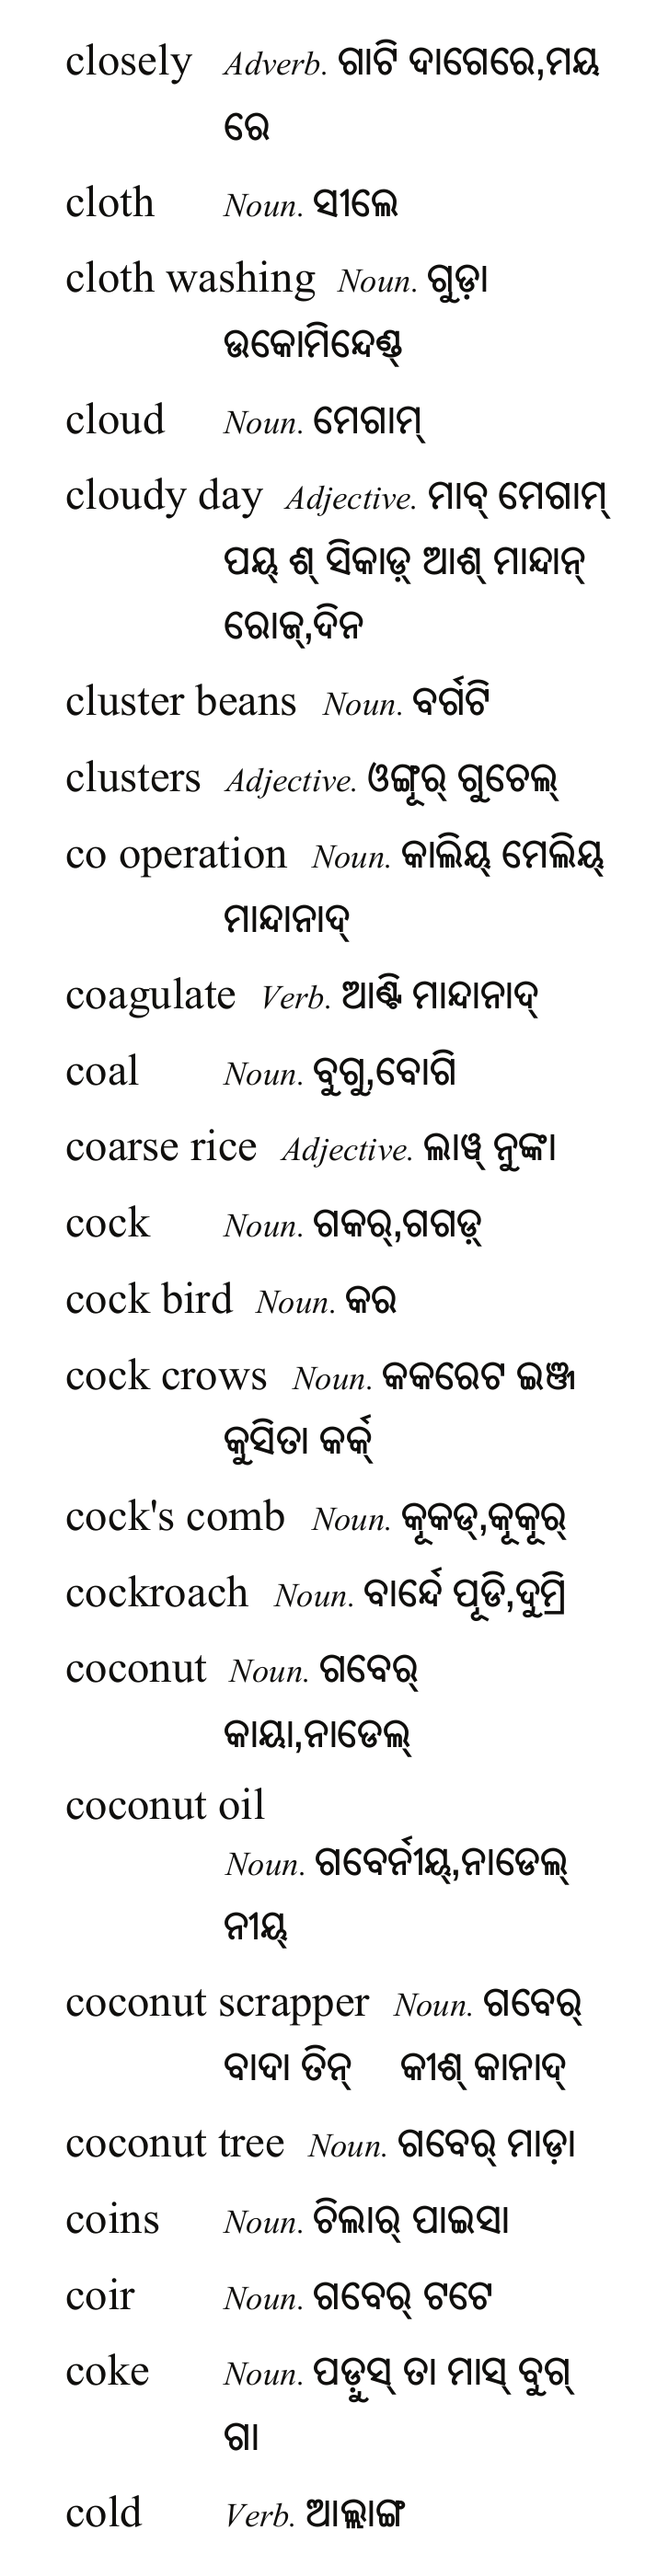 closely Adverb. ଗାଟି ଦାଗେରେ,ମୟ
ରେ
cloth Noun. ସୀଲେ
cloth washing Noun. ଗୁଡ଼ା
ଉକୋମିନ୍ଦେଣ୍ଡ୍
cloud Noun. ମେଗାମ୍
cloudy day Adjective. ମାବ୍ ମେଗାମ୍
ପୟ୍ ଶ୍ ସିକାଡ଼୍ ଆଶ୍ ମାନ୍ଦାନ୍
ରୋଜ୍,ଦିନ
cluster beans Noun. ବର୍ଗଟି
clusters Adjective. ଓଙ୍ଗୂର୍ ଗୁଚେଲ୍
co operation Noun. କାଲିୟ୍ ମେଲିୟ୍
ମାନ୍ଦାନାଦ୍
coagulate Verb. ଆଣ୍ଟି ମାନ୍ଦାନାଦ୍
coal Noun. ବୁଗୁ,ବୋଗି
coarse rice Adjective. ଲାୱ୍ ନୁଙ୍କା
cock Noun. ଗକର୍,ଗଗଡ଼୍
cock bird Noun. କର
cock crows Noun. କକରେଟ ଇଞ୍ଜ
କୁସିତା କର୍କ୍
cock's comb Noun. କୂକଡ୍,କୂକୂର୍
cockroach Noun. ବାର୍ନ୍ଦେ ପୂଡି,ଦୁମ୍ରି
coconut Noun. ଗବେର୍
କାୟା,ନାଡେଲ୍
coconut oil
Noun. ଗବେର୍ନୀୟ୍,ନାଡେଲ୍
ନୀୟ୍
coconut scrapper Noun. ଗବେର୍
ବାଦା ତିନ୍ କୀଶ୍ କାନାଦ୍
coconut tree Noun. ଗବେର୍ ମାଡ଼ା
coins Noun. ଚିଲାର୍ ପାଇସା
coir Noun. ଗବେର୍ ଟଟେ
coke Noun. ପଡ଼ୁସ୍ ତା ମାସ୍ ବୁଗ୍
ଗା
cold Verb. ଆଲ୍ଲାଙ୍ଗ